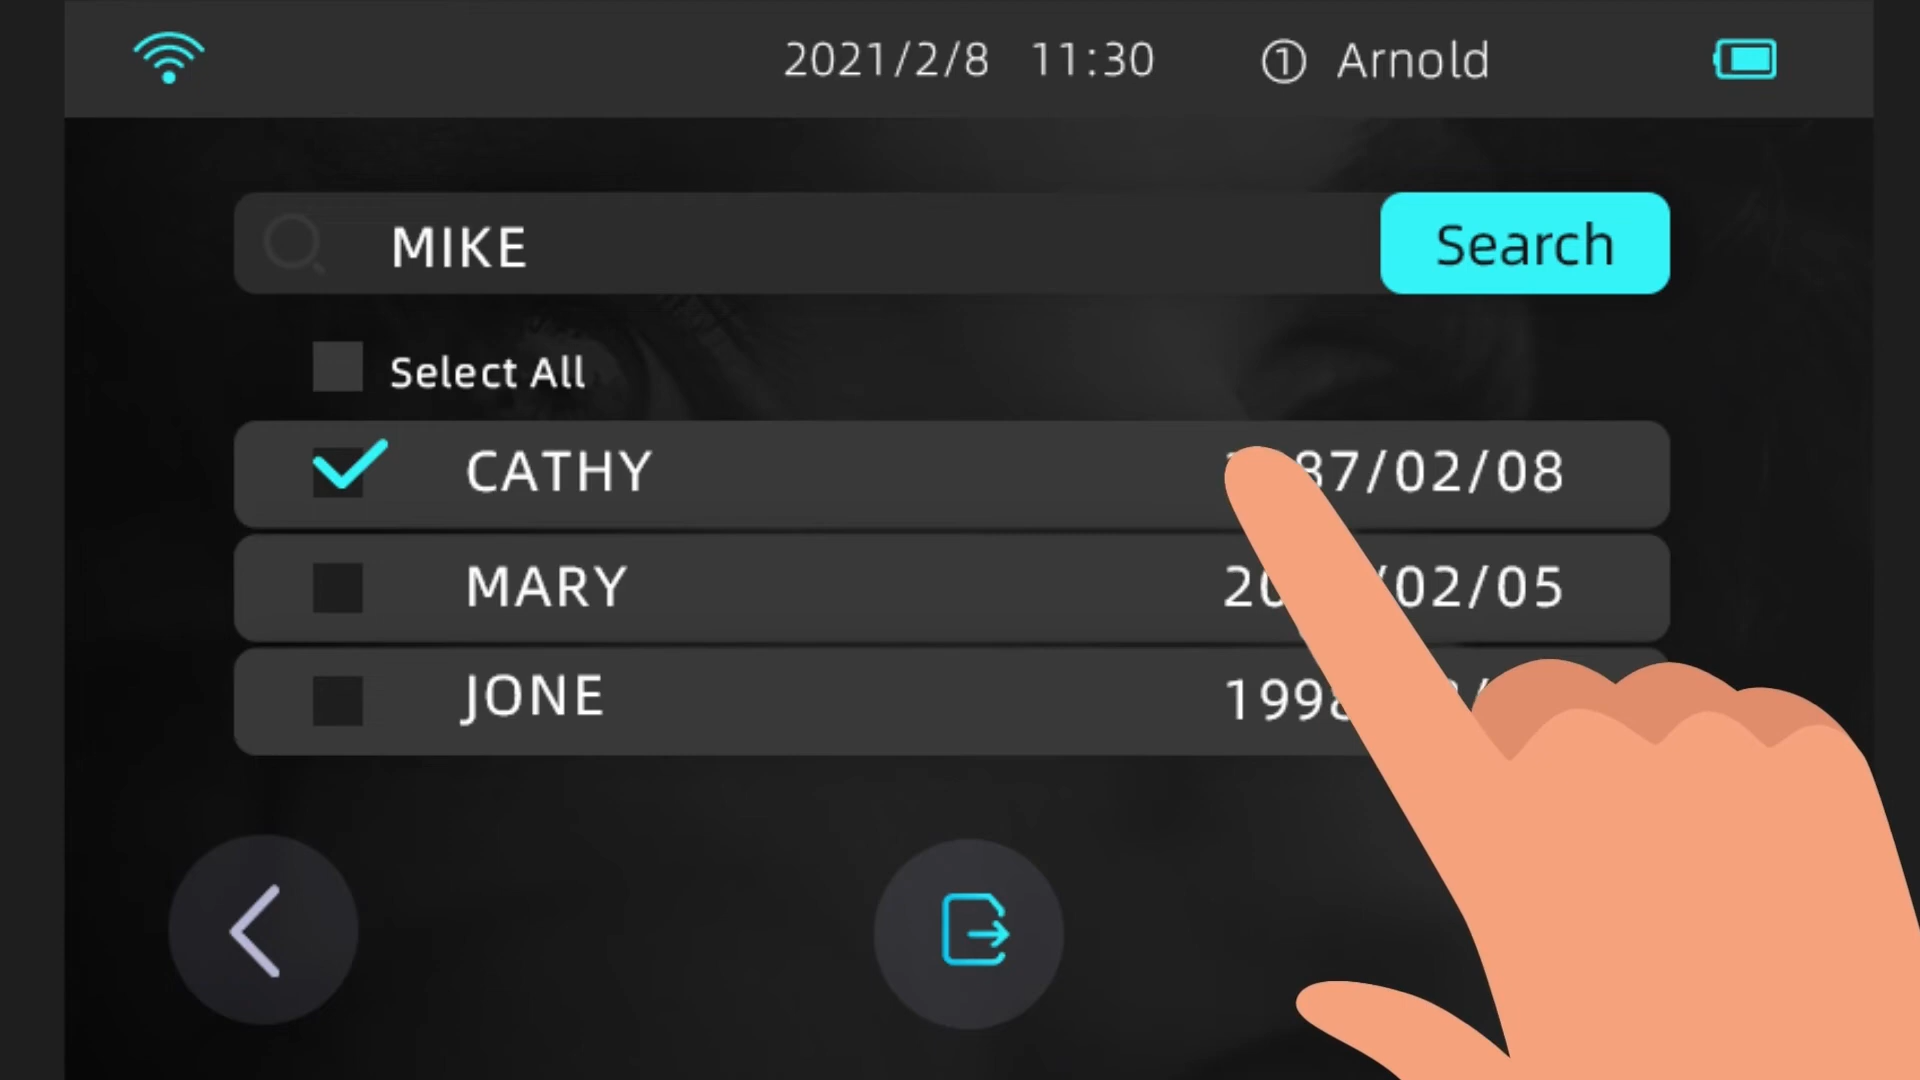 2021/2/8 11:30 ① Arnold
MIKE Search
Select All
CATHY 87/02/08
MARY /02/05
JONE